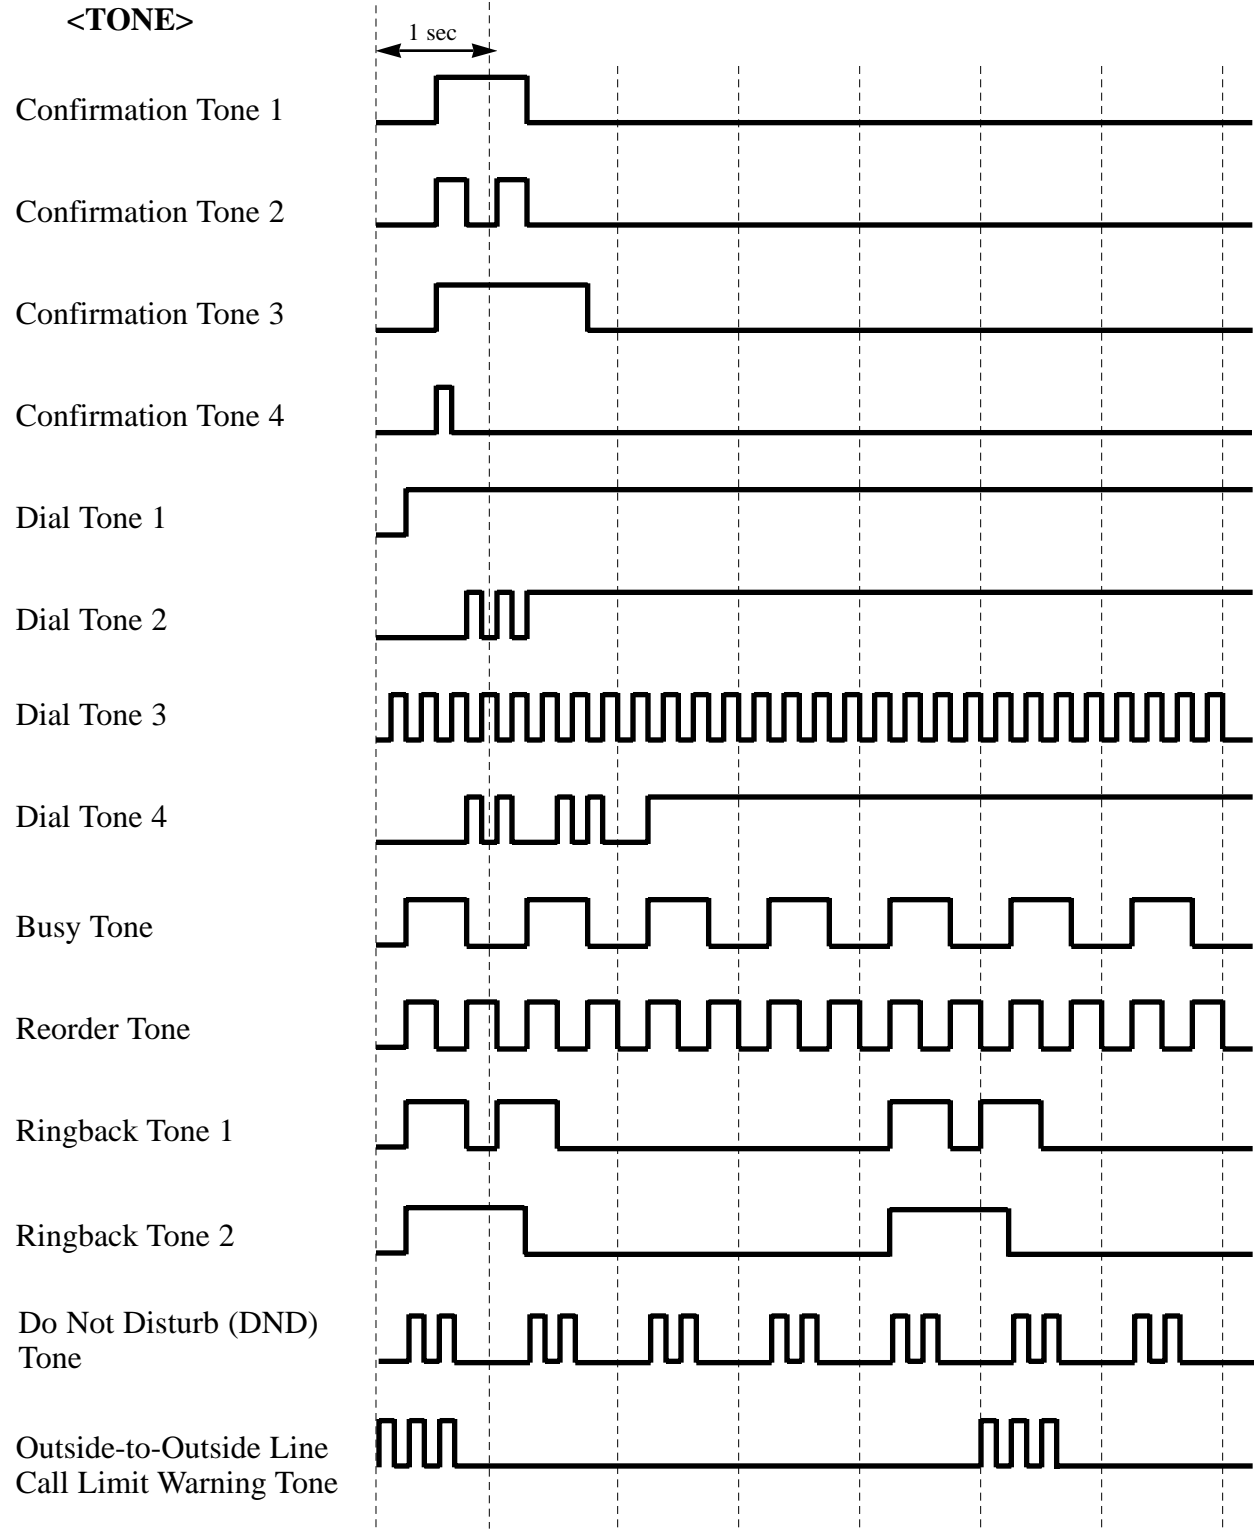 <TONE>
1 sec
Confirmation Tone 1
Confirmation Tone 2
Confirmation Tone 3
Confirmation Tone 4
Dial Tone 1
Dial Tone 2
Dial Tone 3
Dial Tone 4
Busy Tone
Reorder Tone
Ringback Tone 1
Ringback Tone 2
Do Not Disturb (DND)
Tone
Outside-to-Outside Line
Call Limit Warning Tone